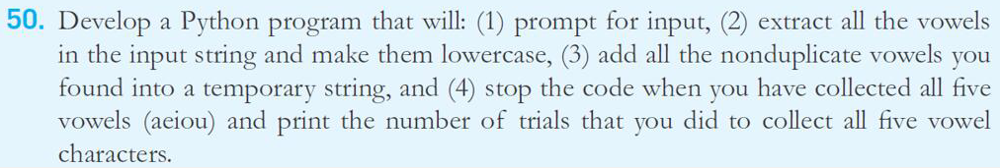 50. Develop a Python program that will: (1) prompt for input, (2) extract all the vowels
in the input string and make them lowercase, (3) add all the nonduplicate vowels you
found into a temporary string, and (4) stop the code when you have collected all five
vowels (aeiou) and print the number of trials that you did to collect all five vowel
characters.